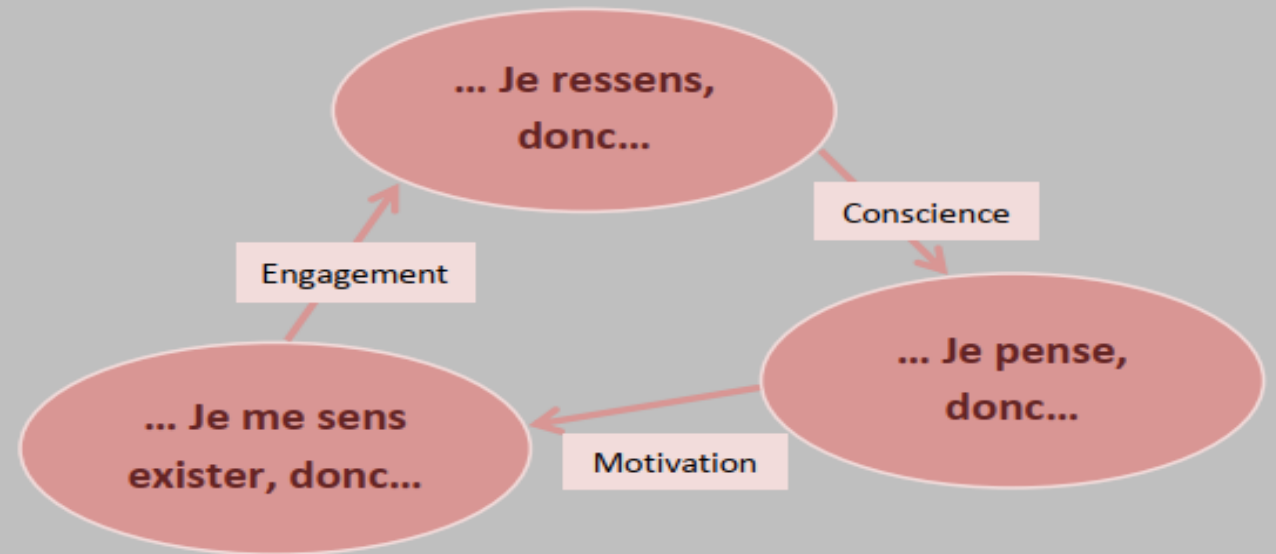 ... Je ressens,
donc...
Conscience
Engagement
... Je pense,
donc...
... Je me sens
exister, donc...
Motivation